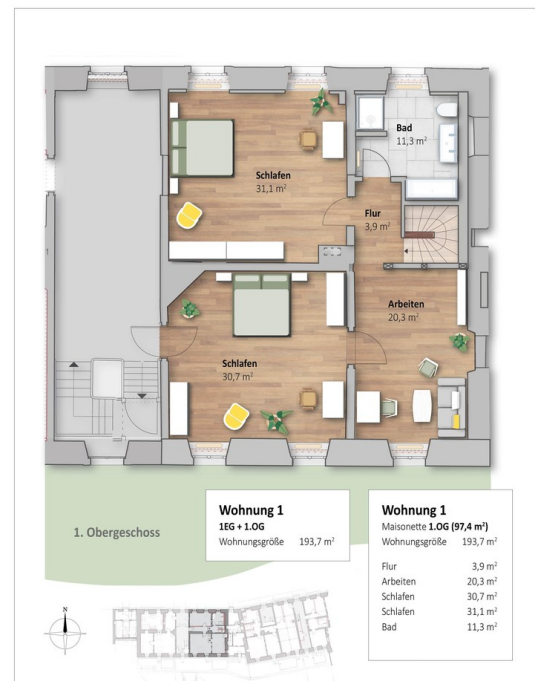 Bad
11,3 m²
Schlafen
31,1 m²
Flur
3,9 m²
Arbeiten
20,3 m²
Schlafen
30,7 m²
1. Obergeschoss
Wohnung 1
1EG + 1.OG
Wohnungsgröße 193,7 m²
Wohnung 1
Maisonette 1.OG (97,4 m²)
Wohnungsgröße 193,7 m²
Flur 3,9 m²
Arbeiten 20,3 m²
Schlafen 30,7 m²
Schlafen 31,1 m²
Bad 11,3 m²
N